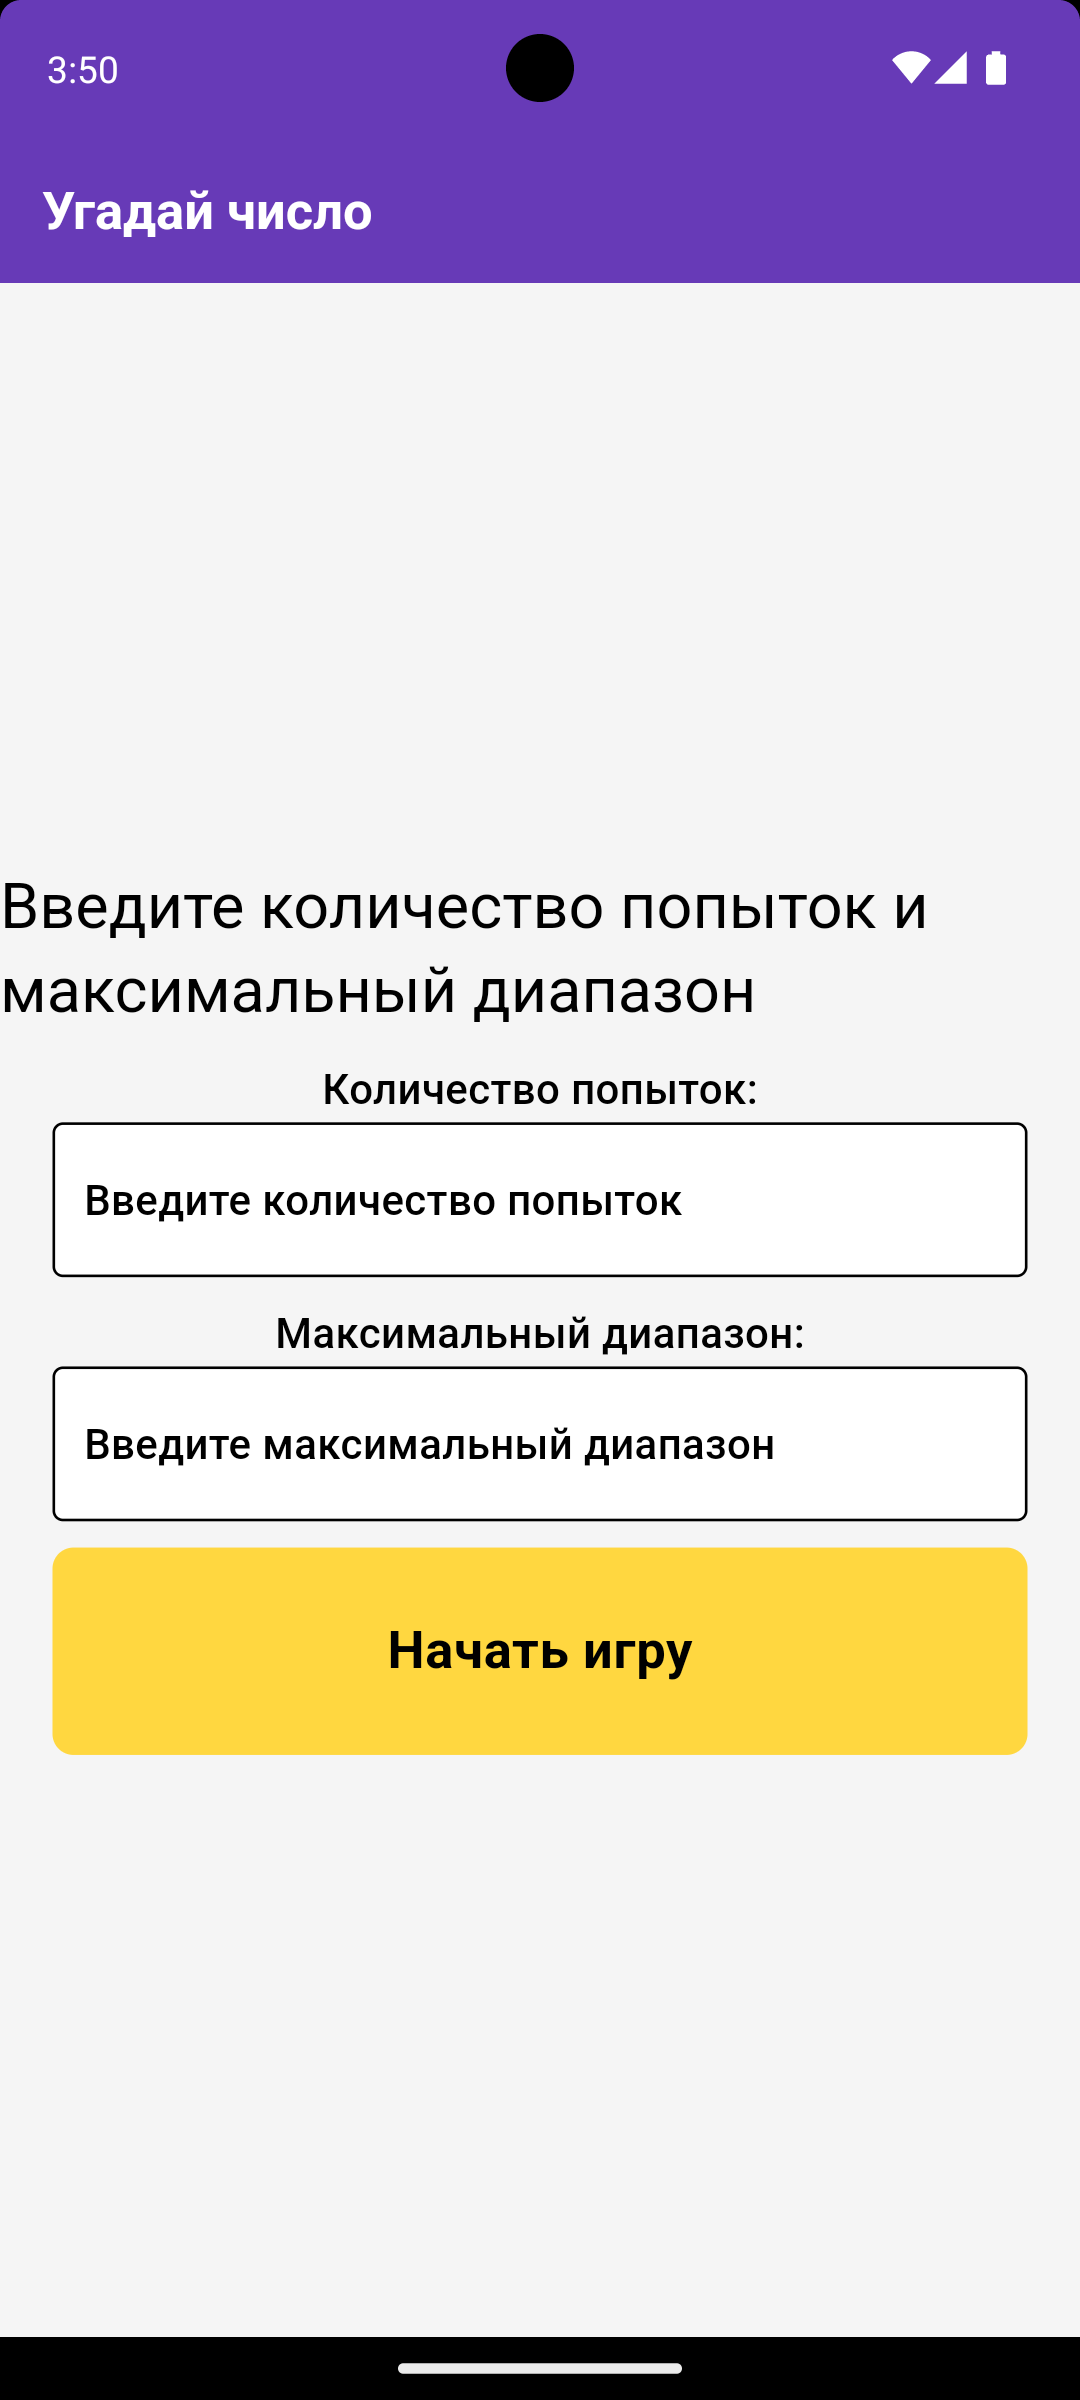 3:50
Угадай число
Введите количество попыток и
максимальный диапазон
Количество попыток:
Введите количество попыток
Максимальный диапазон:
Введите максимальный диапазон
Начать игру